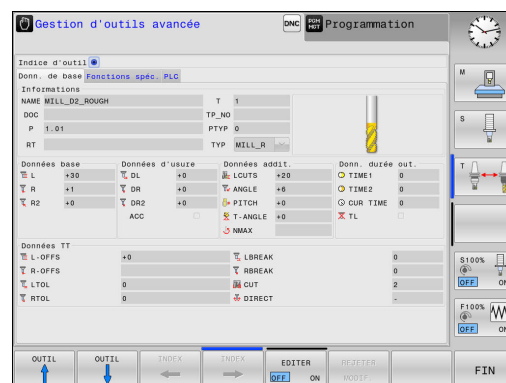 Gestion d'outils avancée
DNC
PGM
MGT
Programmation
Indice d'outil
Donn. de base Fonctions spéc. PLC
Informations
NAME MILL_D2_ROUGH T 1
DOC TP_NO
P 1.01 PTYP 0
RT TYP MILL_R
Données base Données d'usure Données addit. Donn. durée out.
L +30 DL +0 LCUTS +20 TIME1 0
R +1 DR +0 ANGLE +6 TIME2 0
R2 +0 DR2 +0 PITCH +0 CUR TIME 0
ACC T-ANGLE +0 TL
NMAX
Données TT
L-OFFS +0 LBREAK 0
R-OFFS RBREAK 0
LTOL 0 CUT 2
RTOL 0 DIRECT -
M
S
T
S100%
OFF ON
F100%
OFF ON
OUTIL OUTIL INDEX INDEX EDITER REJETER FIN
OFF ON MODIF.